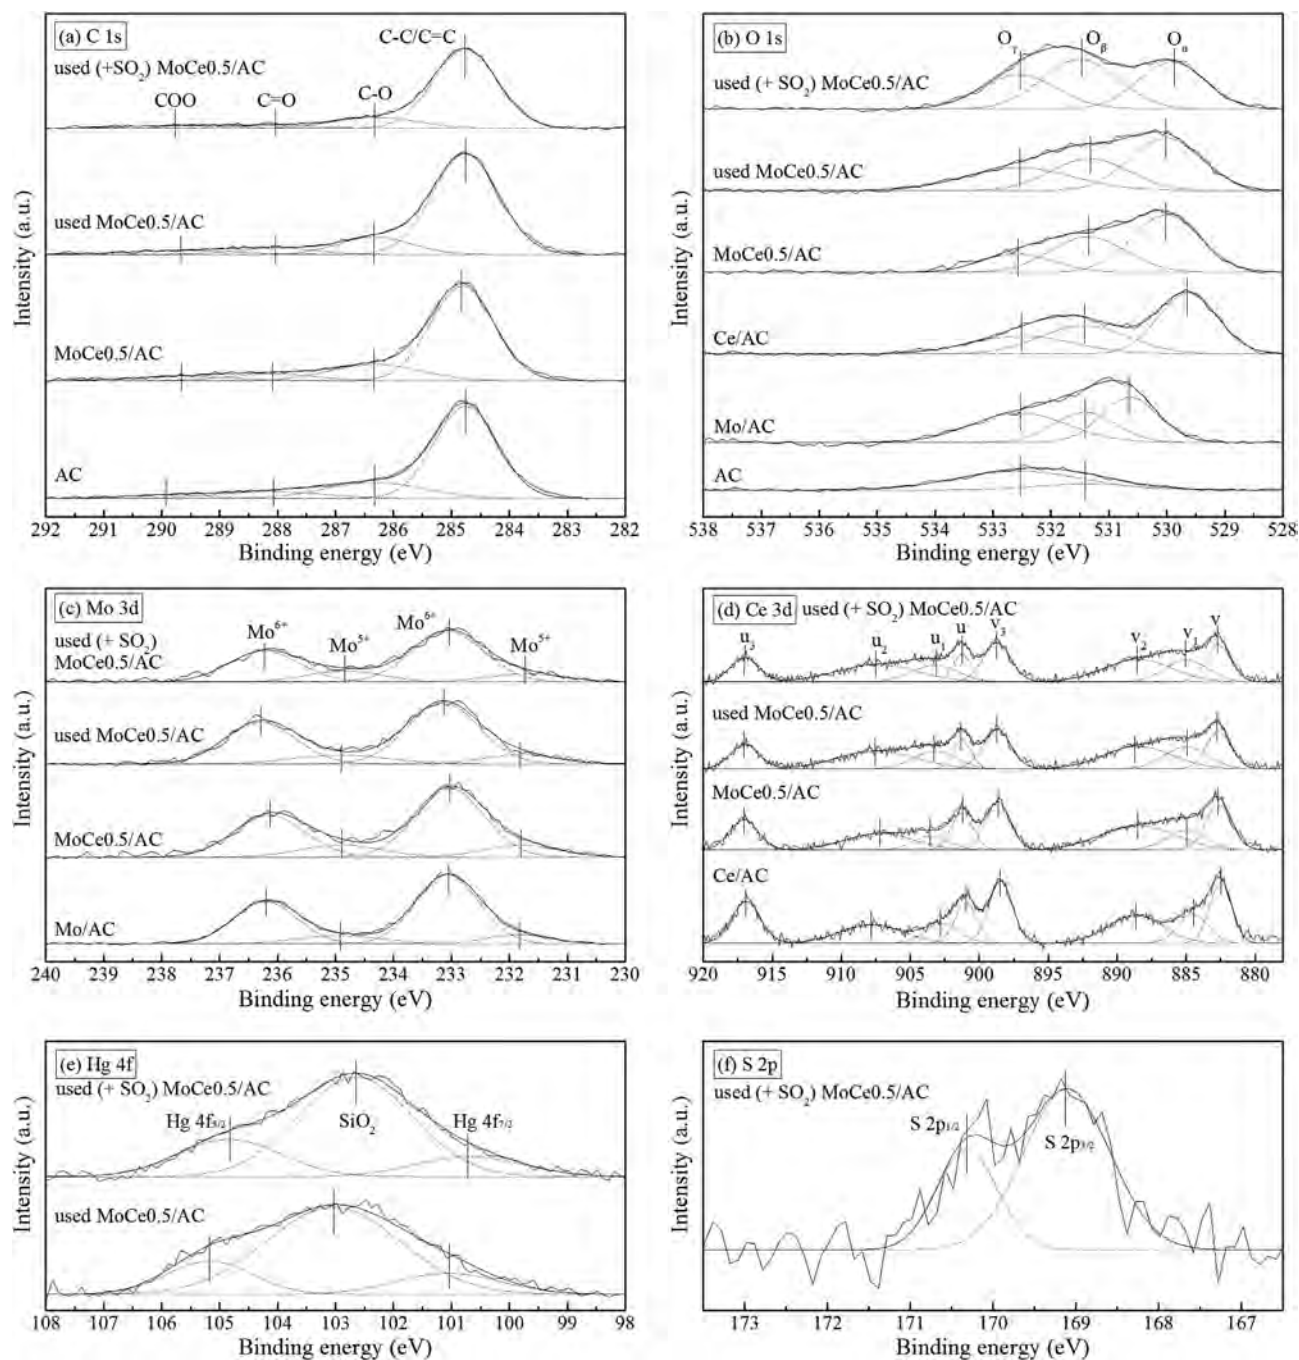 (a) C 1s
C-C/C=C
used (+SO₂) MoCe0.5/AC
COO C=O C-O
used MoCe0.5/AC
MoCe0.5/AC
AC
Intensity (a.u.)
292 291 290 289 288 287 286 285 284 283 282
Binding energy (eV)
(b) O 1s
Oᵧ Oᵦ Oα
used (+ SO₂) MoCe0.5/AC
used MoCe0.5/AC
MoCe0.5/AC
Ce/AC
Mo/AC
AC
Intensity (a.u.)
538 537 536 535 534 533 532 531 530 529 528
Binding energy (eV)
(c) Mo 3d
Mo⁶⁺ Mo⁵⁺ Mo⁶⁺ Mo⁵⁺
used (+ SO₂)
MoCe0.5/AC
used MoCe0.5/AC
MoCe0.5/AC
Mo/AC
Intensity (a.u.)
240 239 238 237 236 235 234 233 232 231 230
Binding energy (eV)
(d) Ce 3d used (+ SO₂) MoCe0.5/AC
u₃ u₂ u₁ u v₃ v₂ v₁ v
used MoCe0.5/AC
MoCe0.5/AC
Ce/AC
Intensity (a.u.)
920 915 910 905 900 895 890 885 880
Binding energy (eV)
(e) Hg 4f
used (+ SO₂) MoCe0.5/AC
Hg 4f₅/₂ SiO₂ Hg 4f₇/₂
used MoCe0.5/AC
Intensity (a.u.)
108 107 106 105 104 103 102 101 100 99 98
Binding energy (eV)
(f) S 2p
used (+ SO₂) MoCe0.5/AC
S 2p₁/₂
S 2p₃/₂
Intensity (a.u.)
173 172 171 170 169 168 167
Binding energy (eV)